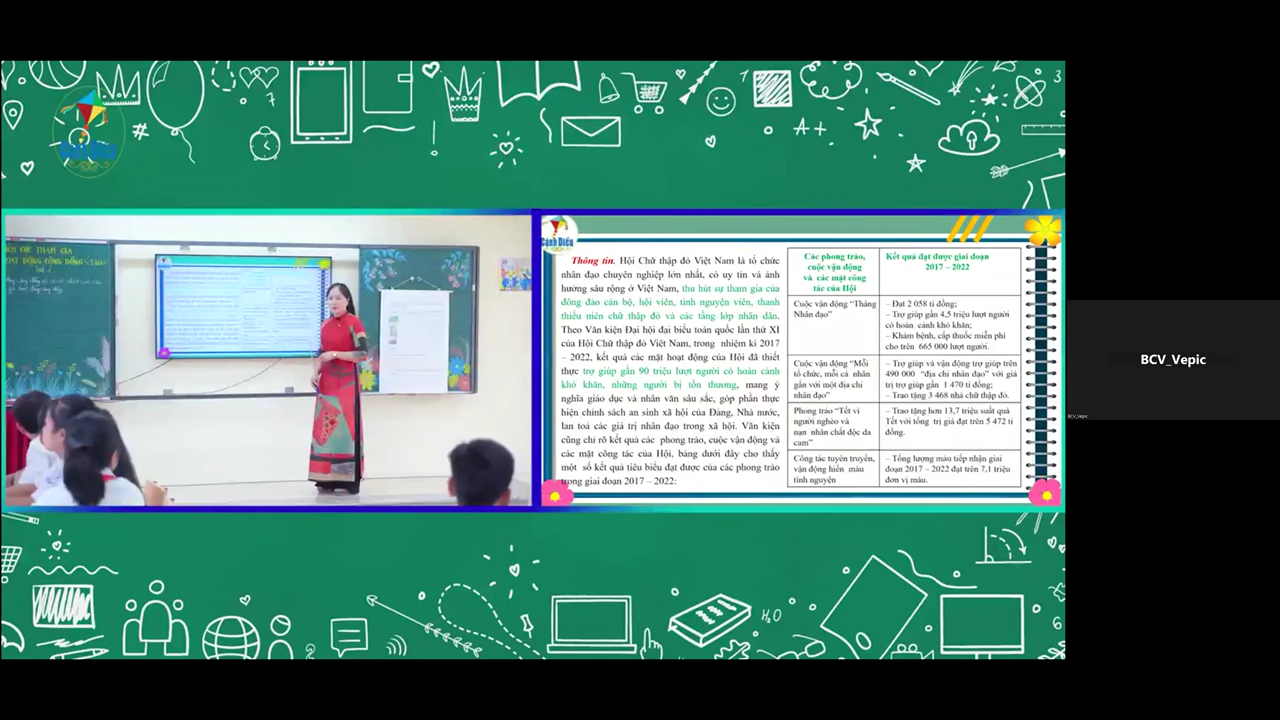 Cánh Diều
ÍCH CỰC THAM GIA
OẠT ĐỘNG CỘNG ĐỒNG
Thông tin. Hội Chữ thập đỏ Việt Nam là tổ chức
nhân đạo chuyên nghiệp lớn nhất, có uy tín và ảnh
hưởng sâu rộng ở Việt Nam, thu hút sự tham gia của
đông đảo cán bộ, hội viên, tình nguyện viên, thanh
thiếu niên chữ thập đỏ và các tầng lớp nhân dân.
Theo Văn kiện Đại hội đại biểu toàn quốc lần thứ XI
của Hội Chữ thập đỏ Việt Nam, trong nhiệm kì 2017
– 2022, kết quả các mặt hoạt động của Hội đã thiết
thực trợ giúp gần 90 triệu lượt người có hoàn cảnh
khó khăn, những người bị tổn thương, mang ý
nghĩa giáo dục và nhân văn sâu sắc, góp phần thực
hiện chính sách an sinh xã hội của Đảng, Nhà nước,
lan toả các giá trị nhân đạo trong xã hội. Văn kiện
cũng chỉ rõ kết quả các phong trào, cuộc vận động và
các mặt công tác của Hội, bảng dưới đây cho thấy
một số kết quả tiêu biểu đạt được của các phong trào
trong giai đoạn 2017 – 2022:
Các phong trào,
cuộc vận động
và các mặt công
tác của Hội
Kết quả đạt được giai đoạn
2017 – 2022
Cuộc vận động “Tháng
Nhân đạo”
– Đạt 2 058 tỉ đồng;
– Trợ giúp gần 4,5 triệu lượt người
có hoàn cảnh khó khăn;
– Khám bệnh, cấp thuốc miễn phí
cho trên 665 000 lượt người.
Cuộc vận động “Mỗi
tổ chức, mỗi cá nhân
gắn với một địa chỉ
nhân đạo”
– Trợ giúp và vận động trợ giúp trên
490 000 “địa chỉ nhân đạo” với giá
trị trợ giúp gần 1 470 tỉ đồng;
– Trao tặng 3 468 nhà chữ thập đỏ.
Phong trào “Tết vì
người nghèo và
nạn nhân chất độc da
cam”
– Trao tặng hơn 13,7 triệu suất quà
Tết với tổng trị giá đạt trên 5 472 tỉ
đồng.
Công tác tuyên truyền,
vận động hiến máu
tình nguyện
– Tổng lượng máu tiếp nhận giai
đoạn 2017 – 2022 đạt trên 7,1 triệu
đơn vị máu.
BCV_Vepic
BCV_Vepic
A+
H₂O